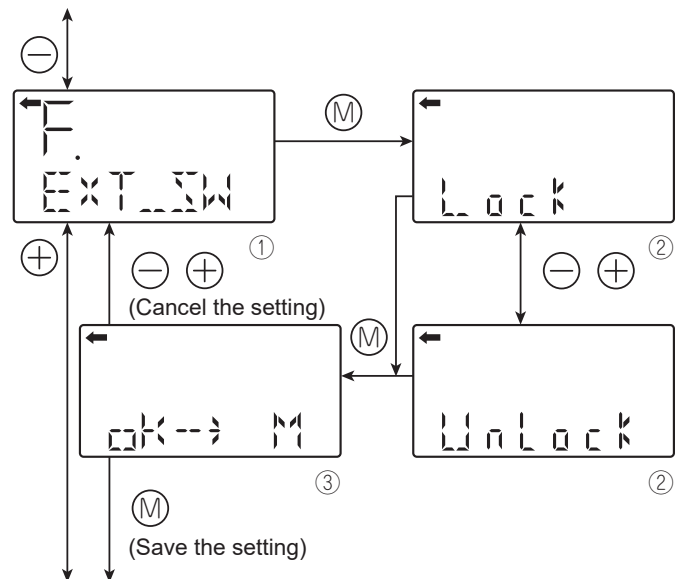 F.
EXT_SW
M
Lock
①
②
(Cancel the setting)
M
oK--> M
UnLock
③
②
M
(Save the setting)